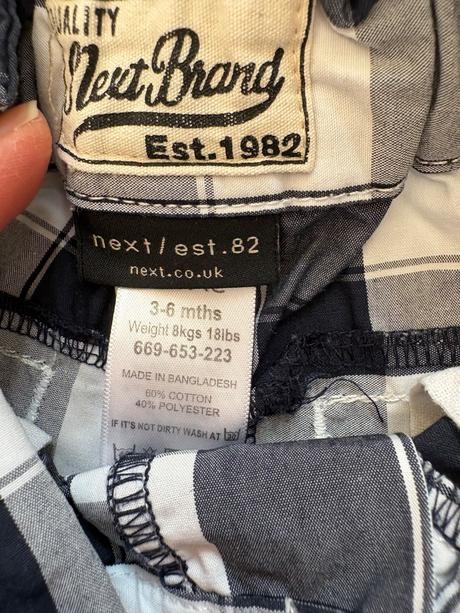 QUALITY
Next Brand
Est.1982
next/est.82
next.co.uk
3-6 mths
Weight 8kgs 18lbs
669-653-223
MADE IN BANGLADESH
60% COTTON
40% POLYESTER
IF IT'S NOT DIRTY WASH AT